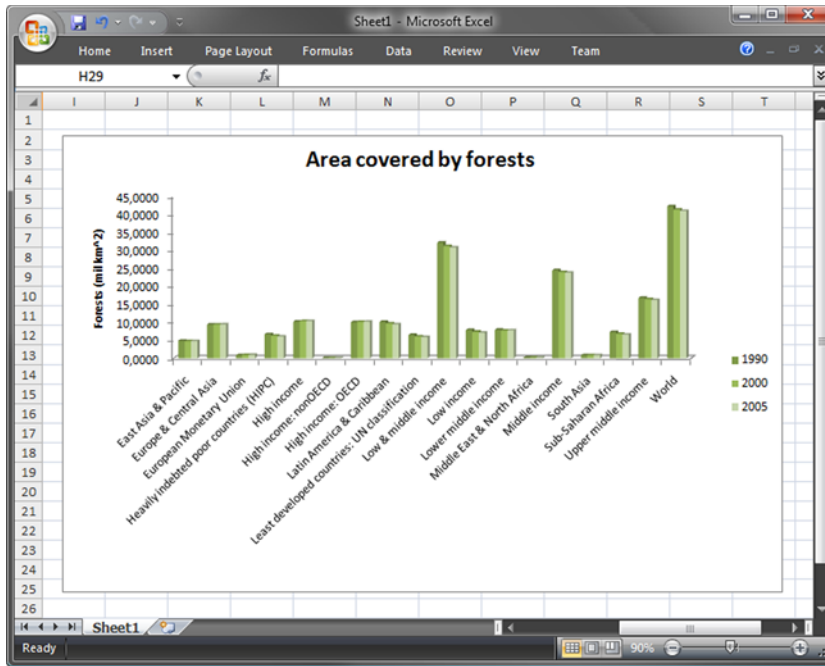 Sheet1 - Microsoft Excel
Home Insert Page Layout Formulas Data Review View Team
H29 fx
I J K L M N O P Q R S T
1
2
3
4
5
6
7
8
9
10
11
12
13
14
15
16
17
18
19
20
21
22
23
24
25
26
Area covered by forests
Forests (mil km^2)
45,0000
40,0000
35,0000
30,0000
25,0000
20,0000
15,0000
10,0000
5,0000
0,0000
East Asia & Pacific
Europe & Central Asia
European Monetary Union
Heavily indebted poor countries (HIPC)
High income
High income: nonOECD
High income: OECD
Latin America & Caribbean
Least developed countries: UN classification
Low & middle income
Low income
Lower middle income
Middle East & North Africa
Middle income
South Asia
Sub-Saharan Africa
Upper middle income
World
1990
2000
2005
Sheet1
Ready 90%